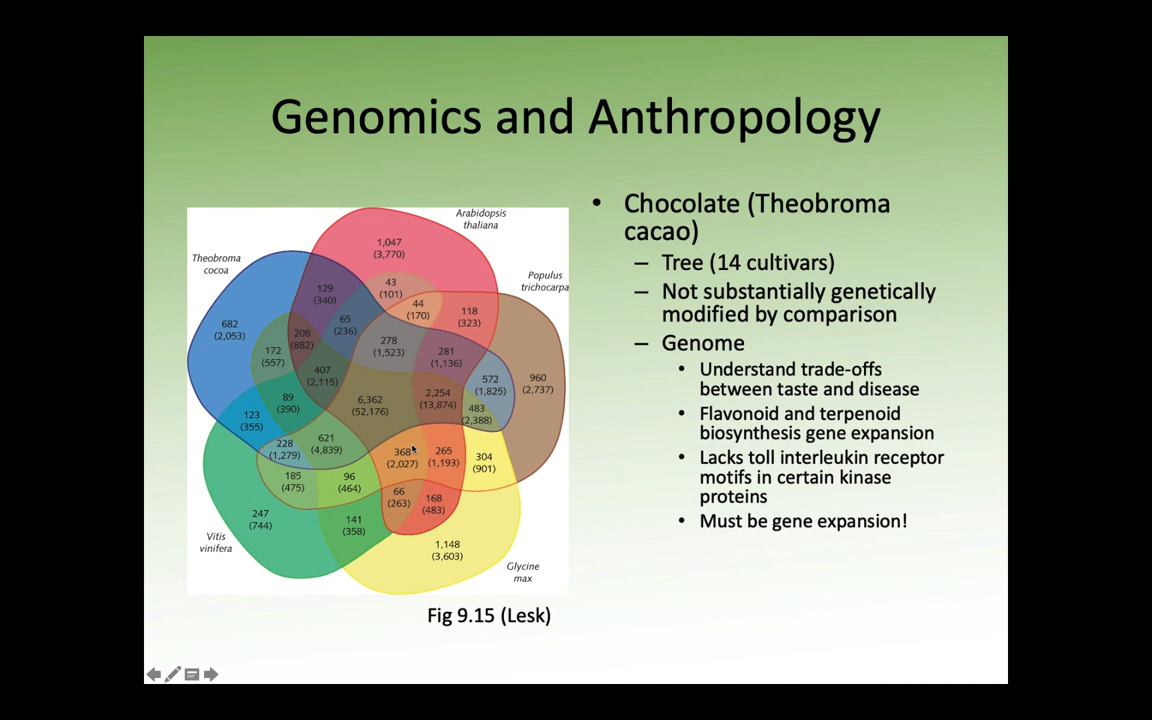 Genomics and Anthropology
Arabidopsis
thaliana
Theobroma
cocoa
Populus
trichocarpa
1,047
(3,770)
43
(101)
129
(340)
44
(170)
118
(323)
65
(236)
682
(2,053)
208
(882)
278
(1,523)
281
(1,136)
172
(557)
407
(2,115)
572
(1,825)
960
(2,737)
89
(390)
6,362
(52,176)
2,254
(13,874)
483
(2,388)
123
(355)
228
(1,279)
621
(4,839)
368
(2,027)
265
(1,193)
304
(901)
185
(475)
96
(464)
66
(263)
168
(483)
247
(744)
141
(358)
1,148
(3,603)
Vitis
vinifera
Glycine
max
Fig 9.15 (Lesk)
• Chocolate (Theobroma
cacao)
– Tree (14 cultivars)
– Not substantially genetically
modified by comparison
– Genome
• Understand trade-offs
between taste and disease
• Flavonoid and terpenoid
biosynthesis gene expansion
• Lacks toll interleukin receptor
motifs in certain kinase
proteins
• Must be gene expansion!